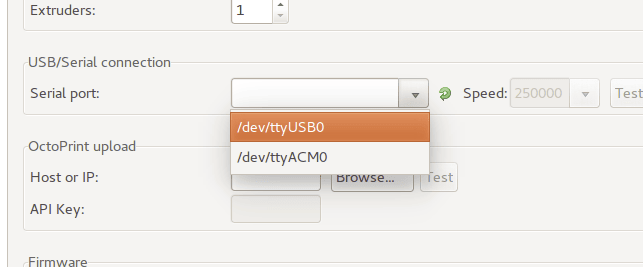 Extruders: 1
USB/Serial connection
Serial port: Speed: 250000 Test
/dev/ttyUSB0
/dev/ttyACM0
OctoPrint upload
Host or IP: Browse... Test
API Key:
Firmware